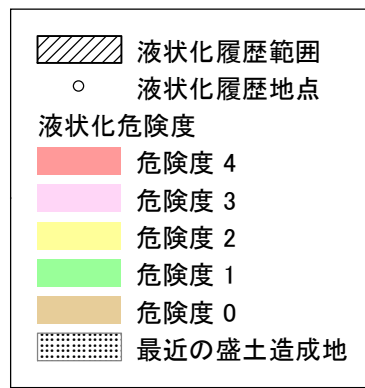 液状化履歴範囲
液状化履歴地点
液状化危険度
危険度 4
危険度 3
危険度 2
危険度 1
危険度 0
最近の盛土造成地